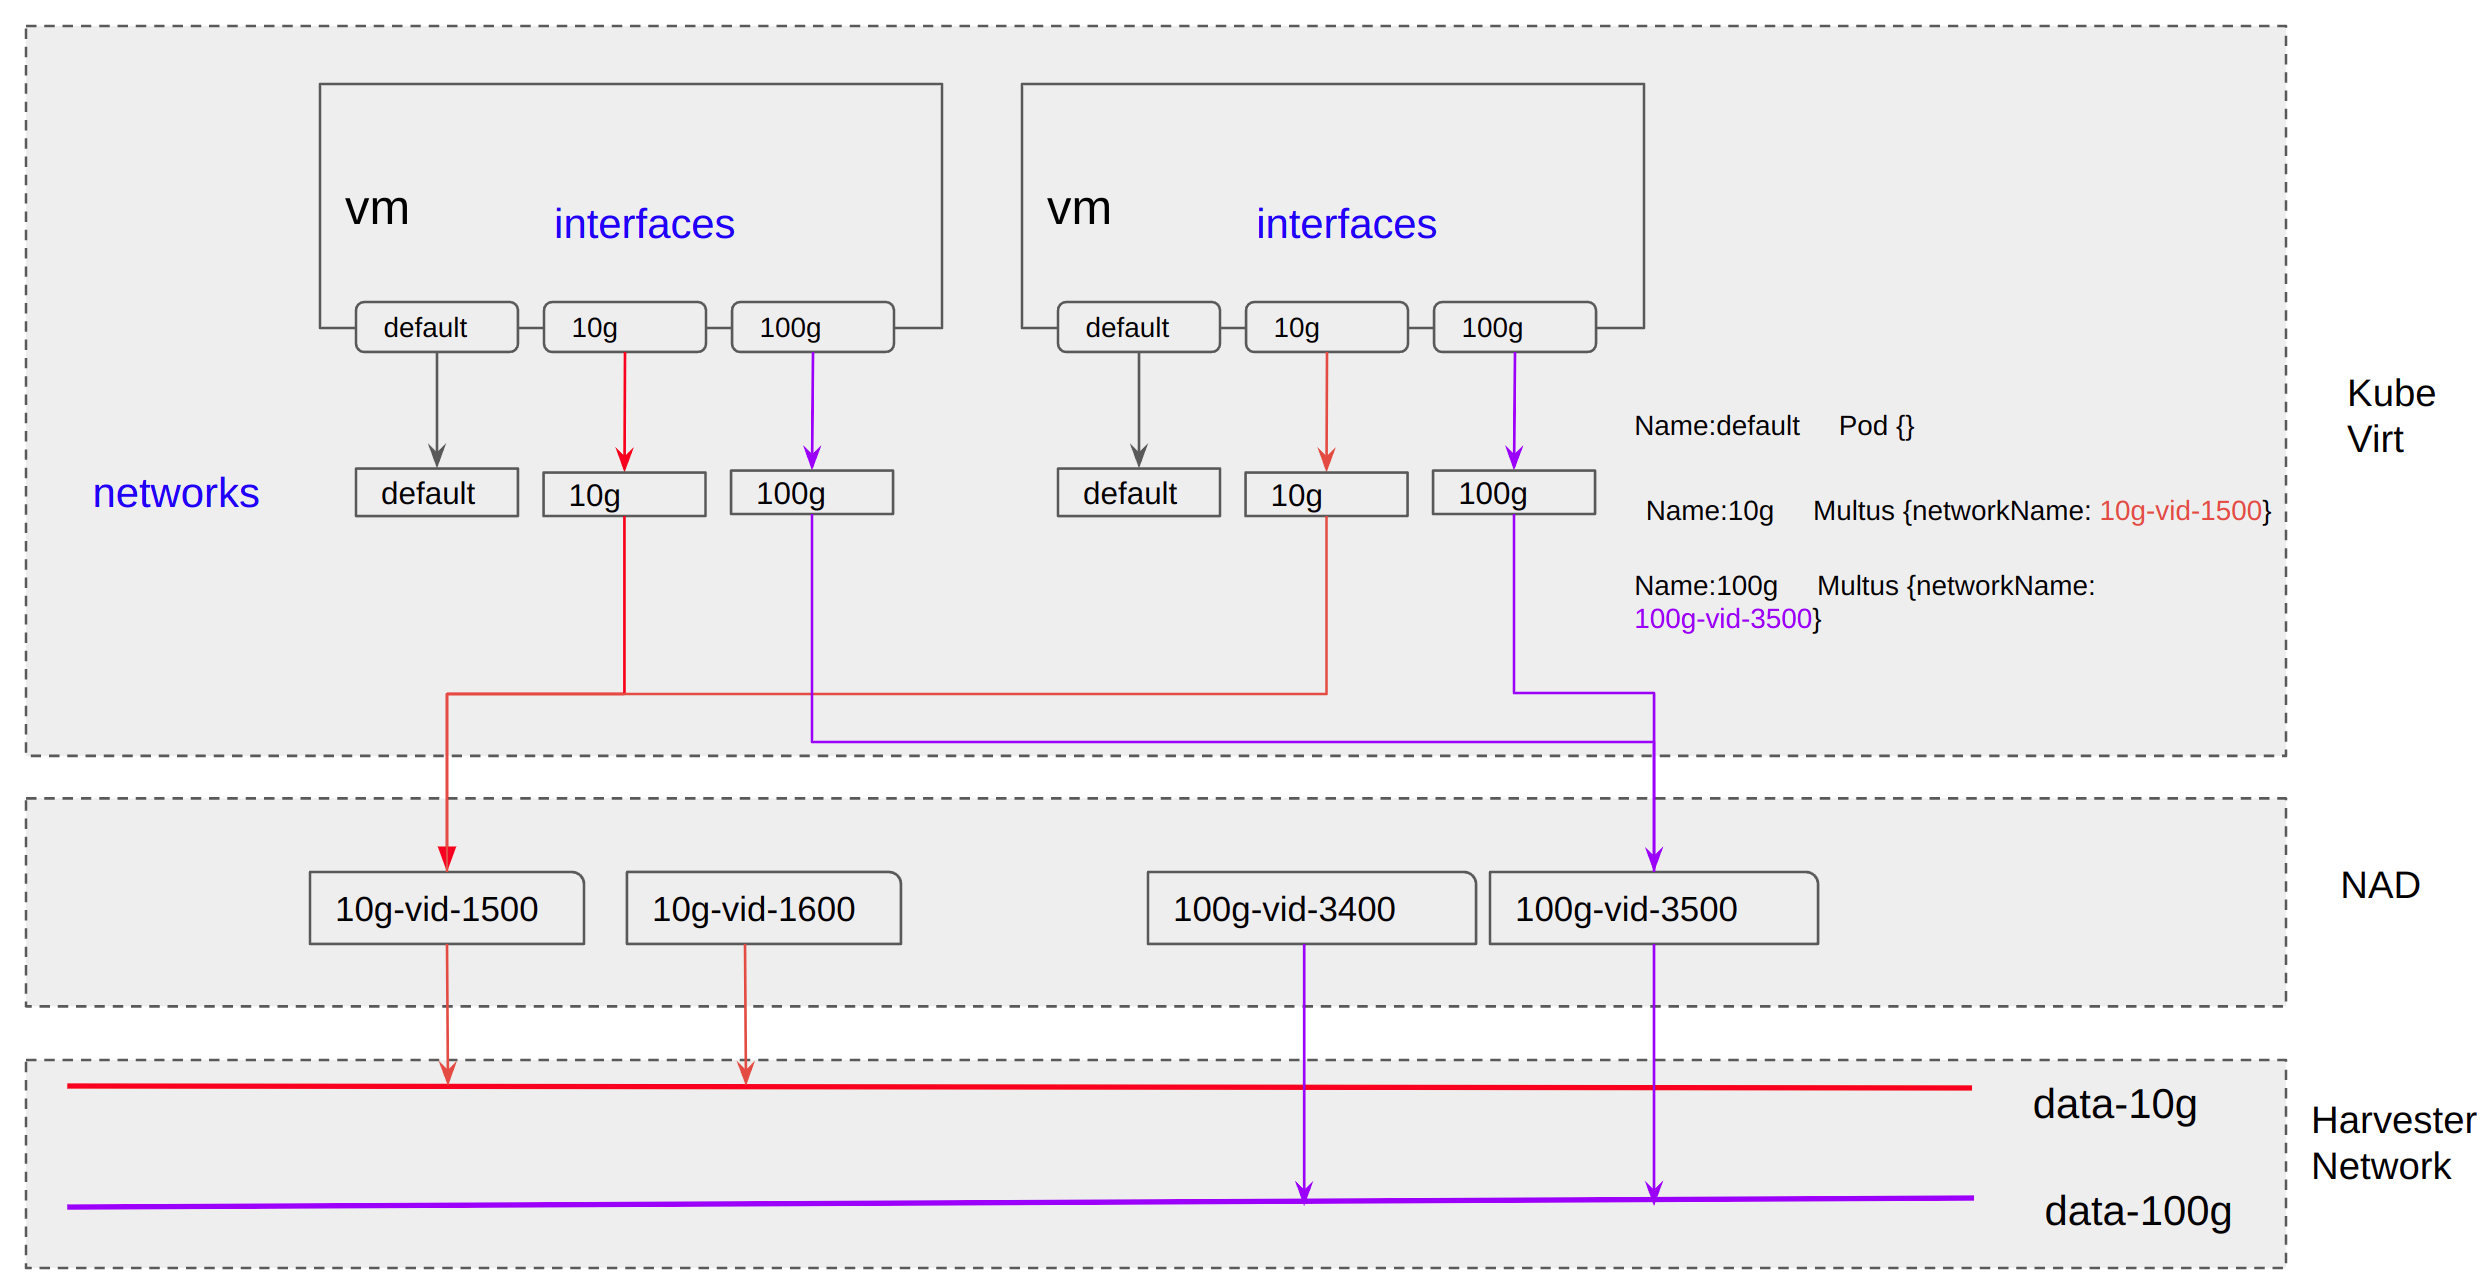 vm
interfaces
vm
interfaces
default
10g
100g
default
10g
100g
Kube
Virt
Name:default Pod {}
networks
default
10g
100g
default
10g
100g
Name:10g Multus {networkName: 10g-vid-1500}
Name:100g Multus {networkName:
100g-vid-3500}
10g-vid-1500
10g-vid-1600
100g-vid-3400
100g-vid-3500
NAD
data-10g
Harvester
Network
data-100g